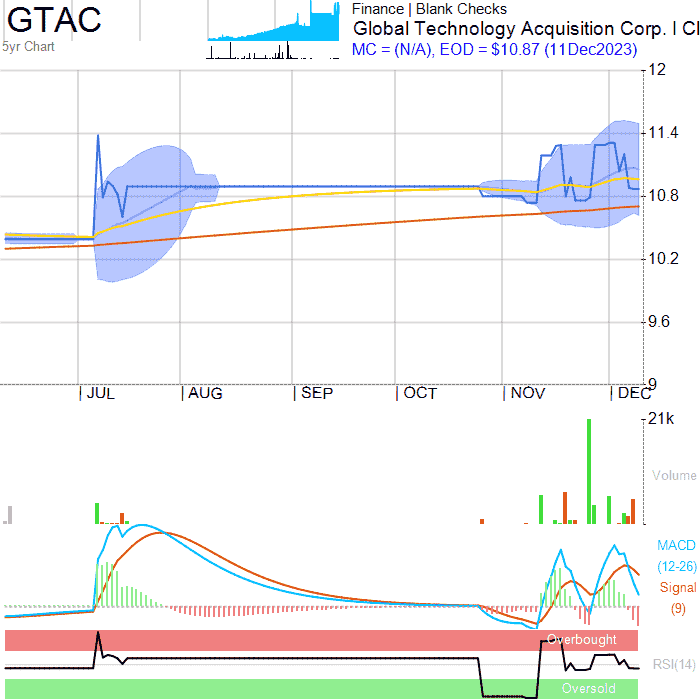 GTAC
5yr Chart
Finance | Blank Checks
Global Technology Acquisition Corp. I Cl
MC = (N/A), EOD = $10.87 (11Dec2023)
12
11.4
10.8
10.2
9.6
9
JUL AUG SEP OCT NOV DEC
21k
Volume
MACD
(12-26)
Signal
(9)
Overbought
RSI(14)
Oversold